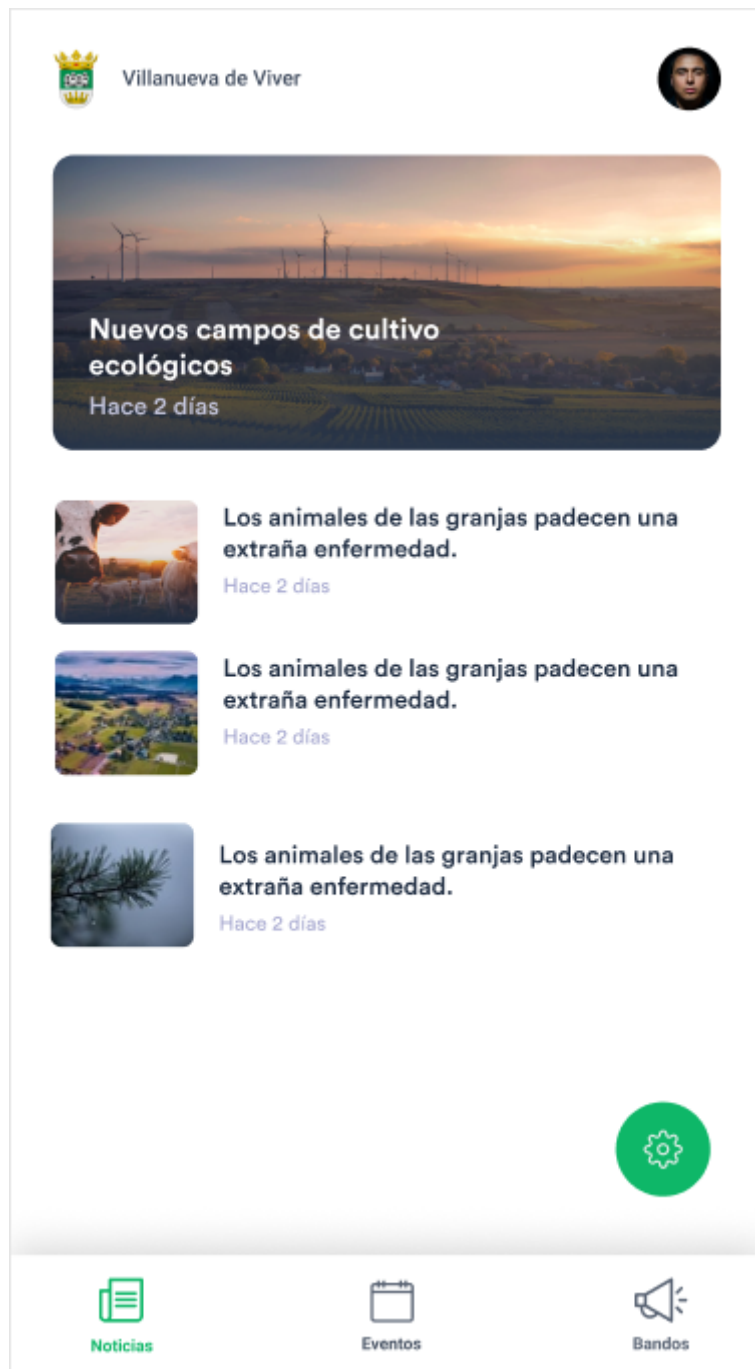 Villanueva de Viver
Nuevos campos de cultivo
ecológicos
Hace 2 días
Los animales de las granjas padecen una
extraña enfermedad.
Hace 2 días
Los animales de las granjas padecen una
extraña enfermedad.
Hace 2 días
Los animales de las granjas padecen una
extraña enfermedad.
Hace 2 días
Noticias
Eventos
Bandos